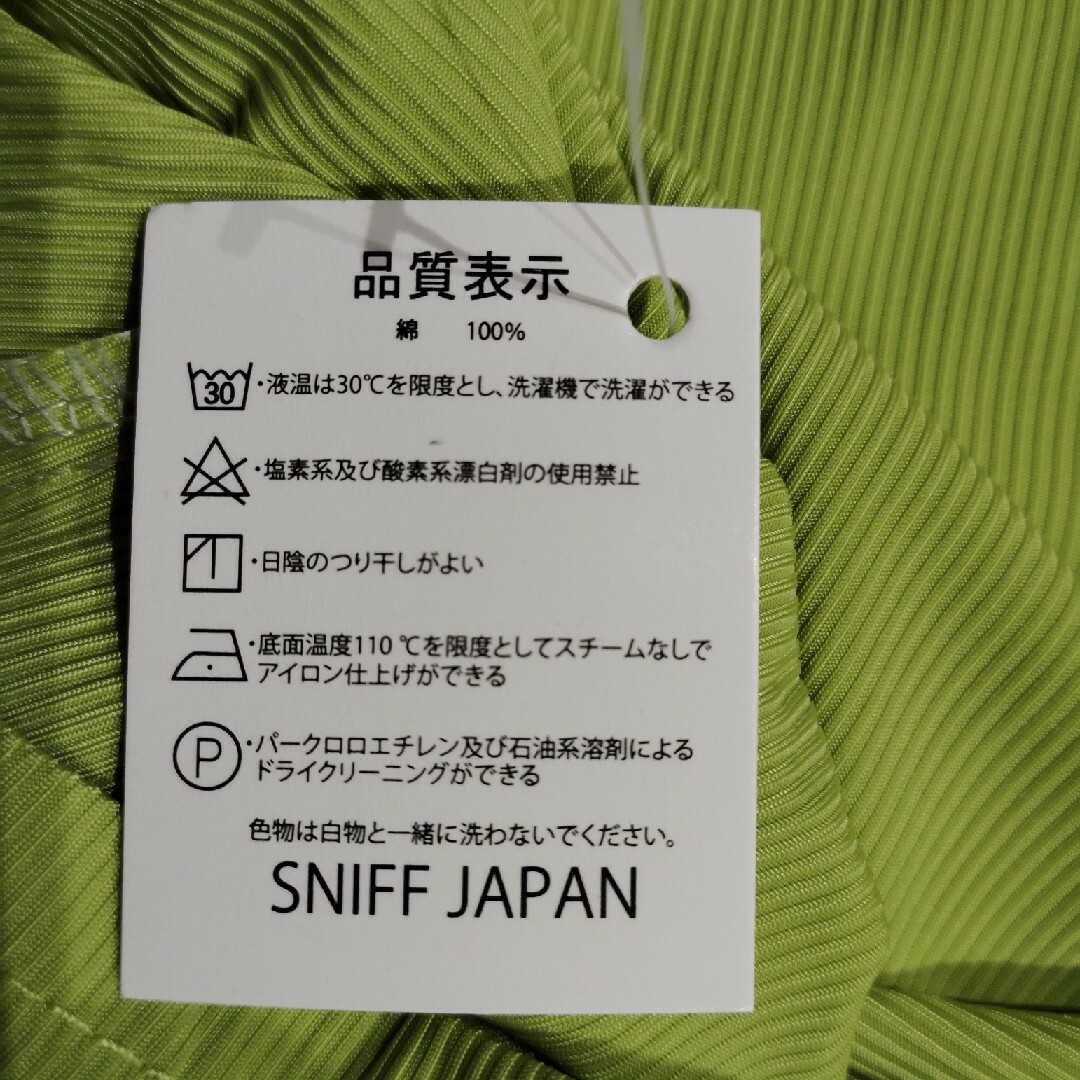 品質表示
綿 100%
30 ・液温は30℃を限度とし、洗濯機で洗濯ができる
・塩素系及び酸素系漂白剤の使用禁止
・日陰のつり干しがよい
・底面温度110℃を限度としてスチームなしで
アイロン仕上げができる
P ・パークロロエチレン及び石油系溶剤による
ドライクリーニングができる
色物は白物と一緒に洗わないでください。
SNIFF JAPAN